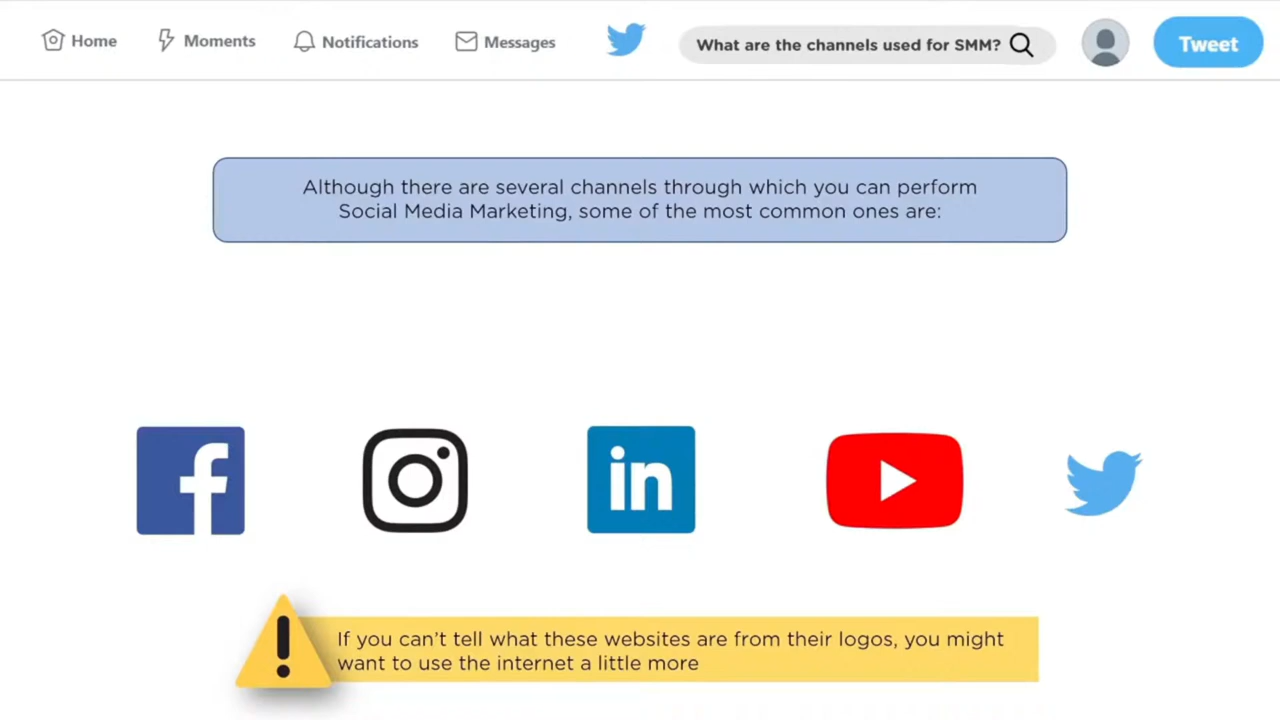 Home Moments Notifications Messages What are the channels used for SMM? Tweet
Although there are several channels through which you can perform
Social Media Marketing, some of the most common ones are:
f in
If you can't tell what these websites are from their logos, you might
want to use the internet a little more